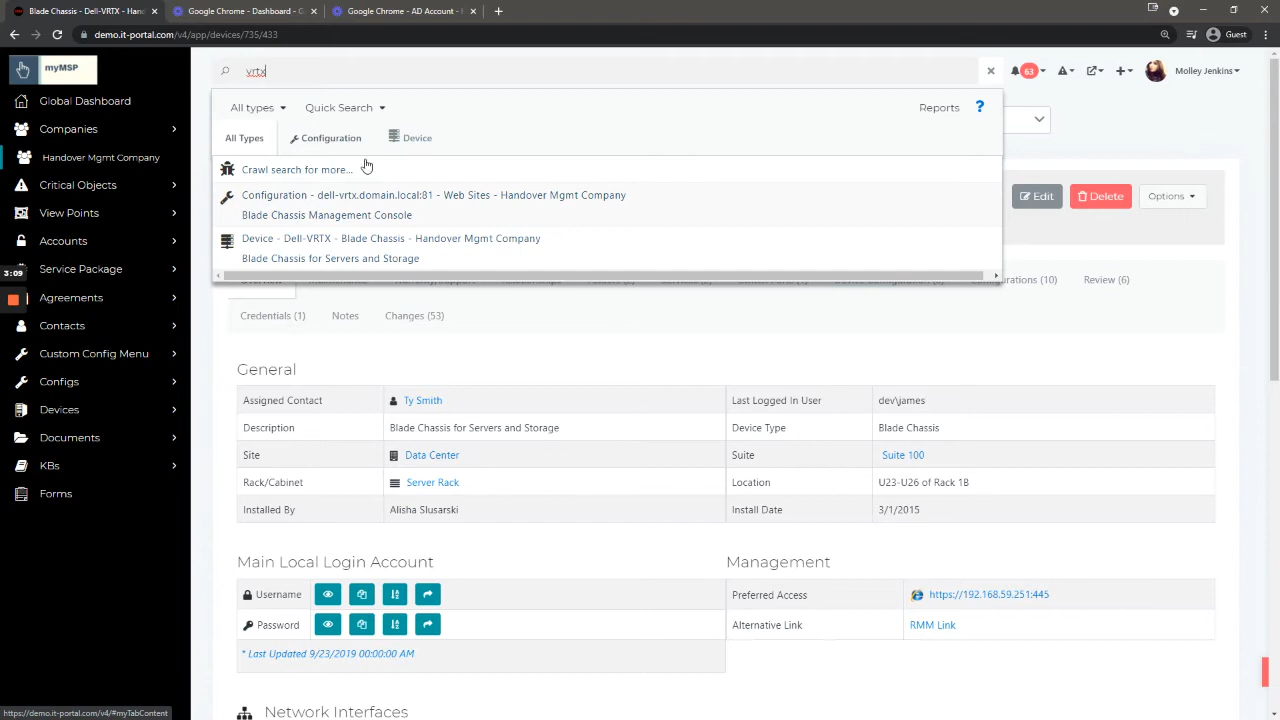 Blade Chassis - Dell-VRTX - Hand
Google Chrome - Dashboard - G
Google Chrome - AD Account -
demo.it-portal.com/v4/app/devices/735/433
Guest
myMSP
vrtx
63
Molley Jenkins
Global Dashboard
Companies
Handover Mgmt Company
Contacts
Service Package
Agreements
Custom Config Menu
Configs
Devices
Documents
KBs
Forms
Complex Objects
View Points
Accounts
3:09
All types
Quick Search
Reports
?
All Types
Configuration
Device
Crawl search for more...
Configuration - dell-vrtx.domain.local:81 - Web Sites - Handover Mgmt Company
Blade Chassis Management Console
Device - Dell-VRTX - Blade Chassis - Handover Mgmt Company
Blade Chassis for Servers and Storage
Edit
Delete
Options
urations (10)
Review (6)
Credentials (1)
Notes
Changes (53)
General
Assigned Contact
Ty Smith
Last Logged In User
dev\james
Description
Blade Chassis for Servers and Storage
Device Type
Blade Chassis
Site
Data Center
Suite
Suite 100
Rack/Cabinet
Server Rack
Location
U23-U26 of Rack 1B
Installed By
Alisha Slusarski
Install Date
3/1/2015
Main Local Login Account
Management
Username
Preferred Access
https://192.168.59.251:445
Password
Alternative Link
RMM Link
* Last Updated 9/23/2019 00:00:00 AM
Network Interfaces
https://demo.it-portal.com/v4/#myTabContent